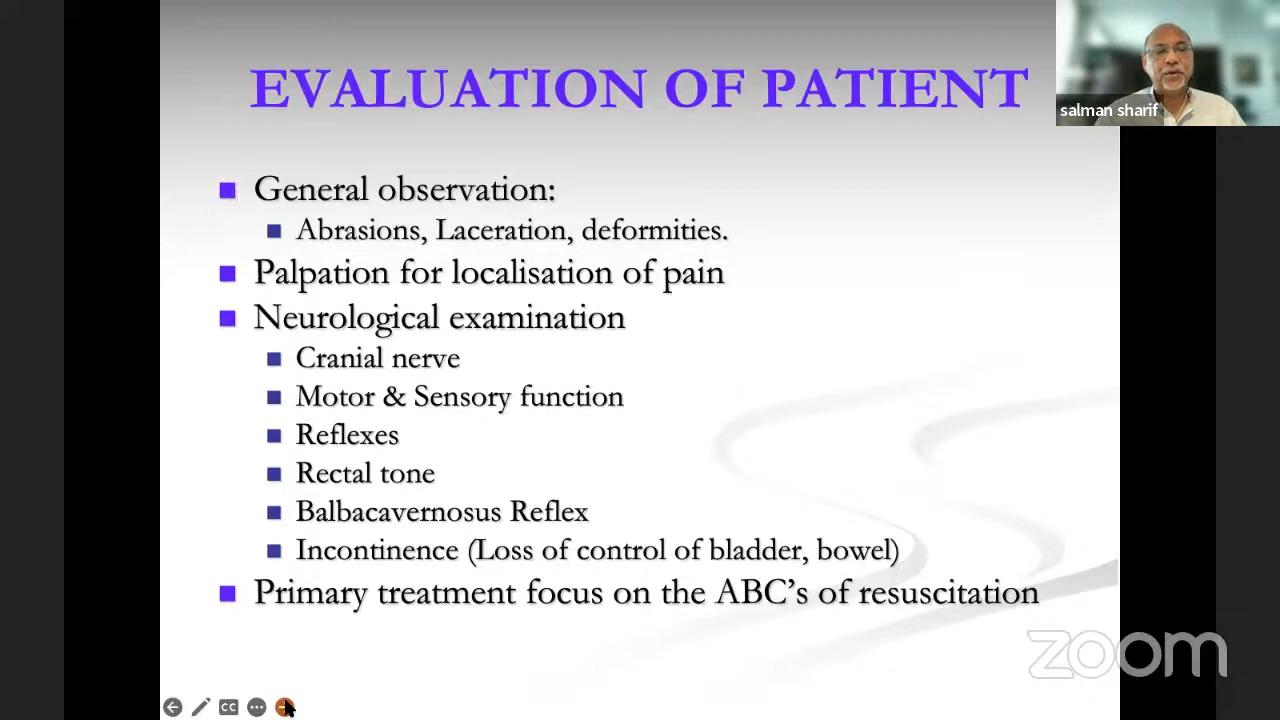 EVALUATION OF PATIENT
salman sharif
General observation:
Abrasions, Laceration, deformities.
Palpation for localisation of pain
Neurological examination
Cranial nerve
Motor & Sensory function
Reflexes
Rectal tone
Balbacavernosus Reflex
Incontinence (Loss of control of bladder, bowel)
Primary treatment focus on the ABC's of resuscitation
zoom
CC